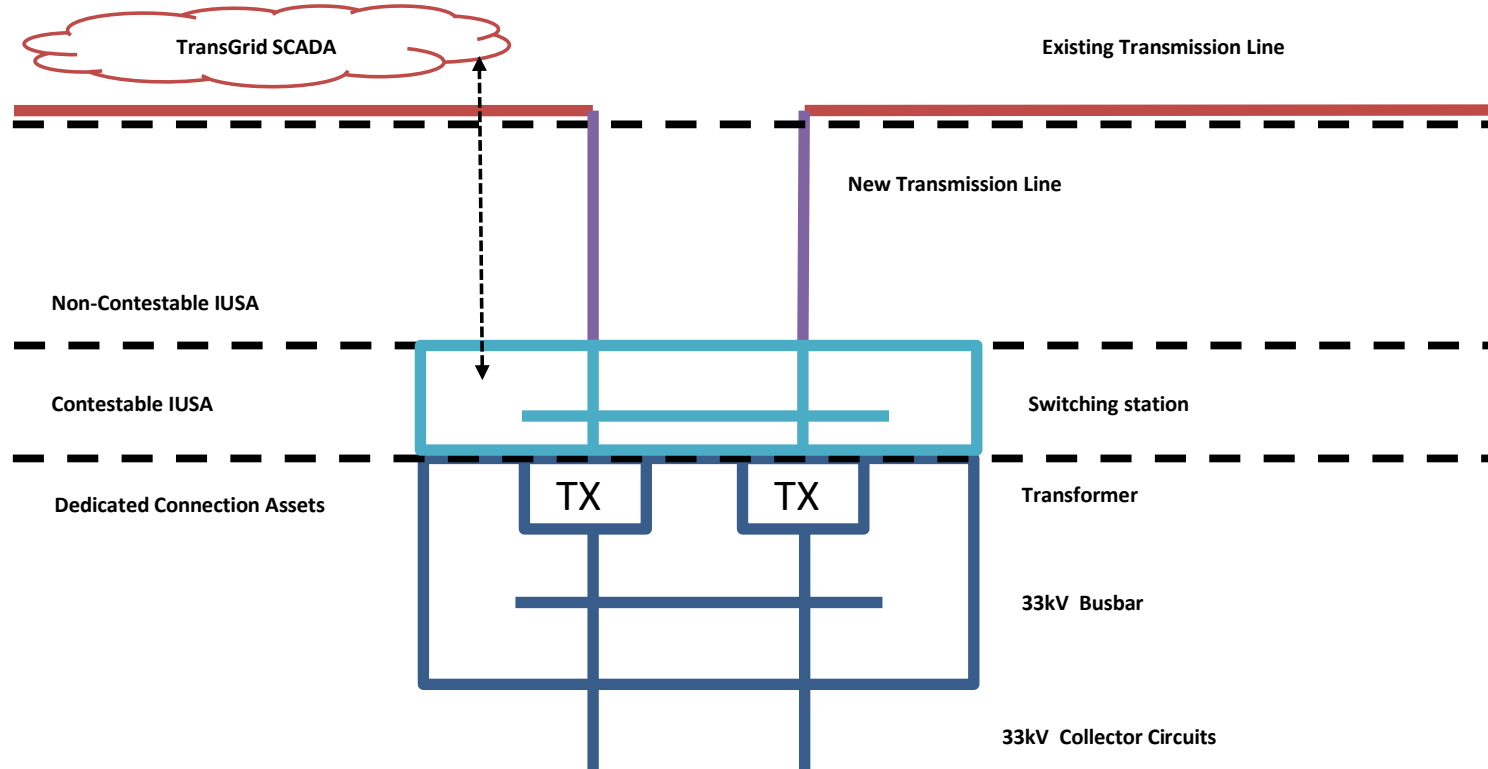 TransGrid SCADA
Existing Transmission Line
New Transmission Line
Non-Contestable IUSA
Contestable IUSA
Switching station
TX
TX
Transformer
Dedicated Connection Assets
33kV  Busbar
33kV  Collector Circuits